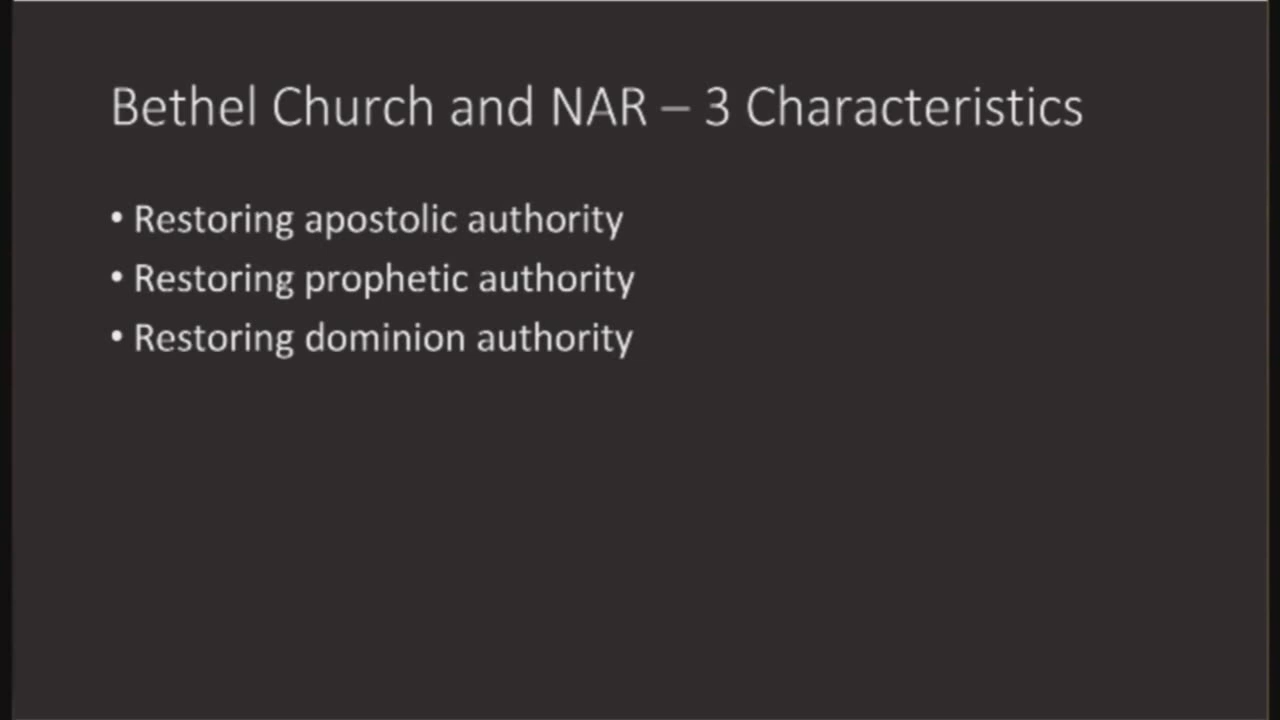 Bethel Church and NAR – 3 Characteristics
• Restoring apostolic authority
• Restoring prophetic authority
• Restoring dominion authority